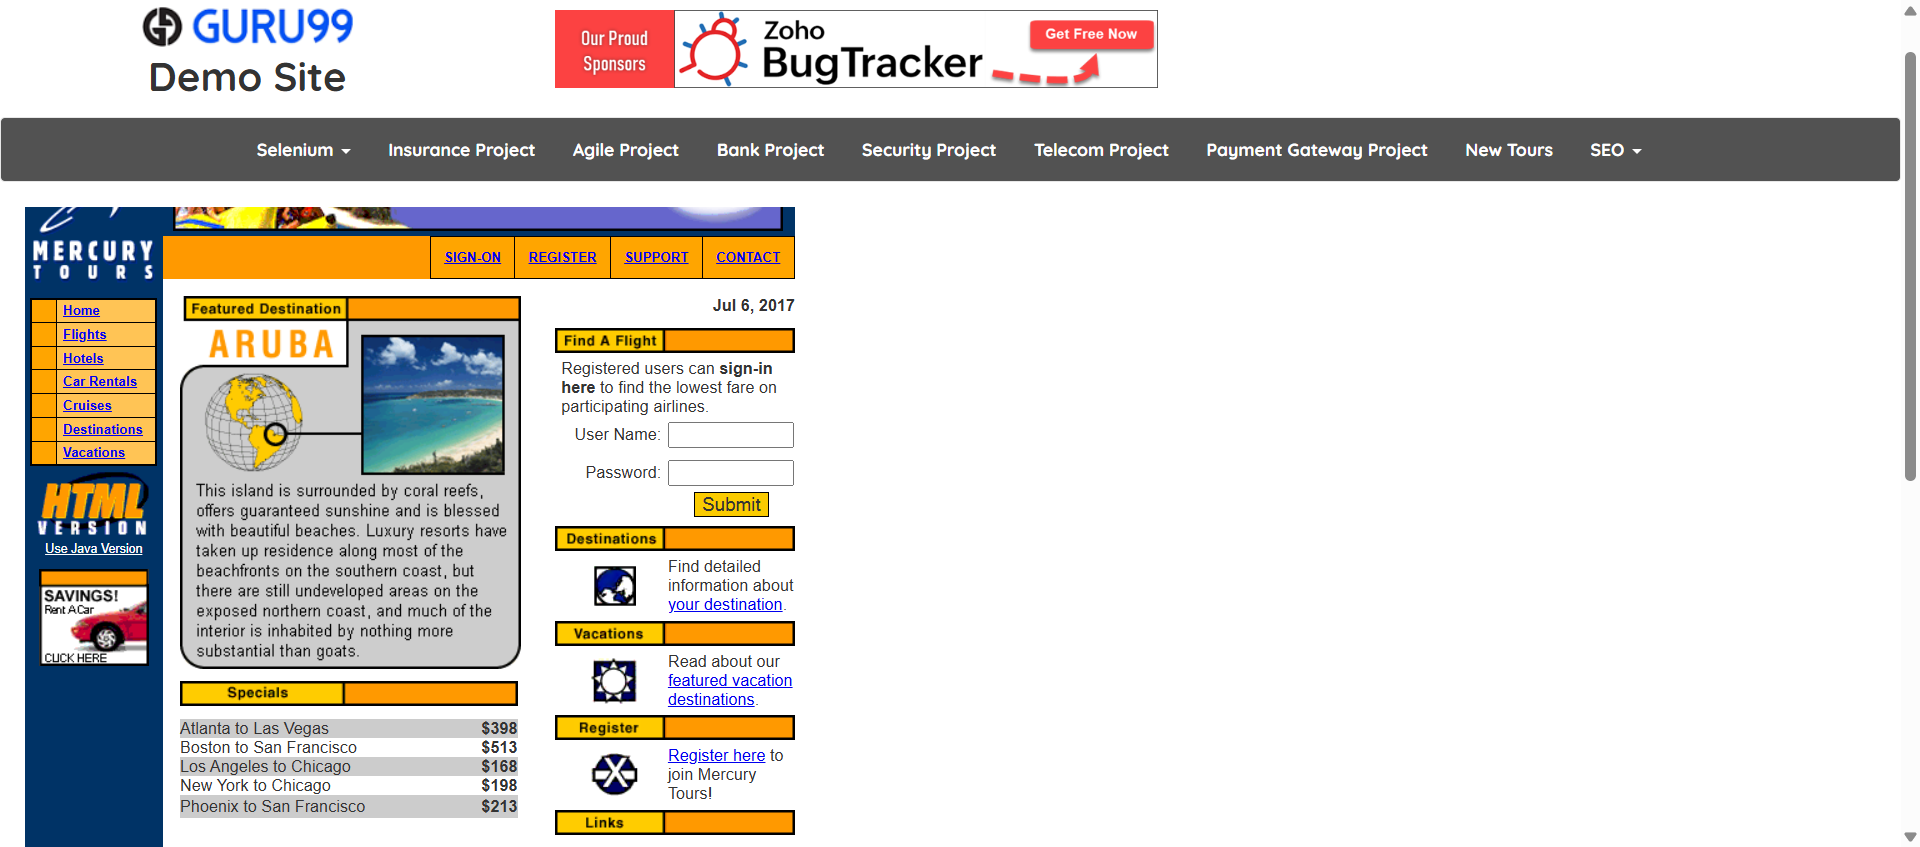 GURU99
Demo Site
Our Proud
Sponsors
Zoho
BugTracker
Get Free Now
Selenium
Insurance Project
Agile Project
Bank Project
Security Project
Telecom Project
Payment Gateway Project
New Tours
SEO
MERCURY
TOURS
SIGN-ON
REGISTER
SUPPORT
CONTACT
Home
Flights
Hotels
Car Rentals
Cruises
Destinations
Vacations
HTML
VERSION
Use Java Version
SAVINGS!
Rent A Car
CLICK HERE
Featured Destination
ARUBA
This island is surrounded by coral reefs,
offers guaranteed sunshine and is blessed
with beautiful beaches. Luxury resorts have
taken up residence along most of the
beachfronts on the southern coast, but
there are still undeveloped areas on the
exposed northern coast, and much of the
interior is inhabited by nothing more
substantial than goats.
Specials
Atlanta to Las Vegas $398
Boston to San Francisco $513
Los Angeles to Chicago $168
New York to Chicago $198
Phoenix to San Francisco $213
Jul 6, 2017
Find A Flight
Registered users can sign-in
here to find the lowest fare on
participating airlines.
User Name:
Password:
Submit
Destinations
Find detailed
information about
your destination.
Vacations
Read about our
featured vacation
destinations.
Register
Register here to
join Mercury
Tours!
Links